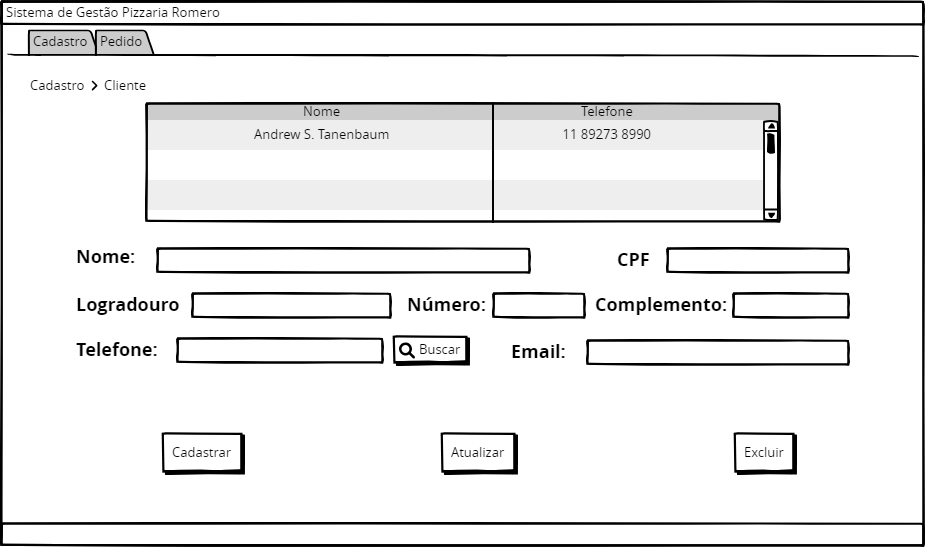 Sistema de Gestão Pizzaria Romero
Cadastro Pedido
Cadastro > Cliente
Nome Telefone
Andrew S. Tanenbaum 11 89273 8990
Nome: CPF
Logradouro Número: Complemento:
Telefone: Buscar Email:
Cadastrar Atualizar Excluir